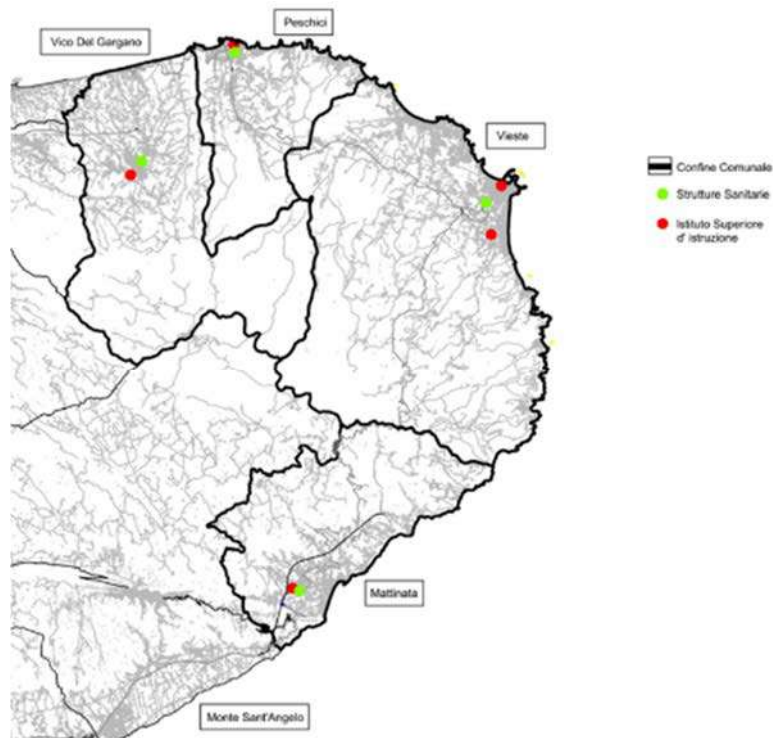 Peschici
Vico Del Gargano
Vieste
Confine Comunale
Strutture Sanitarie
Istituto Superiore
d' istruzione
Mattinata
Monte Sant'Angelo